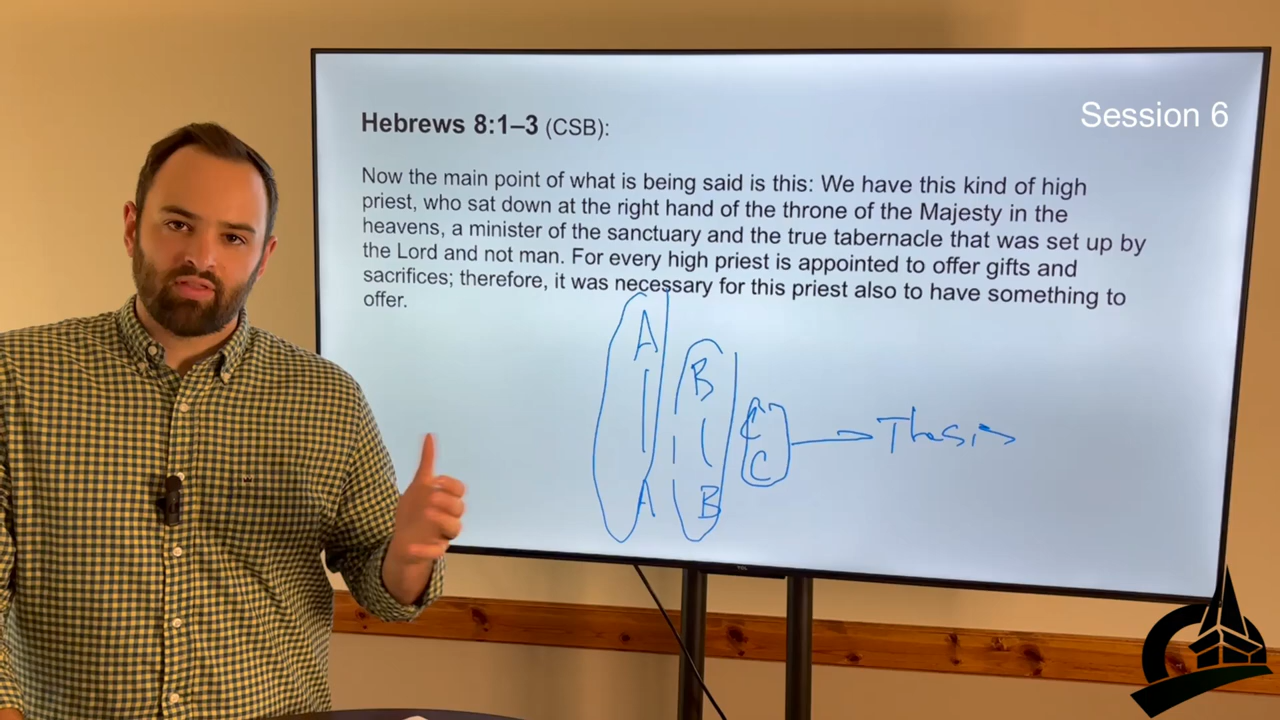 Session 6
Hebrews 8:1–3 (CSB):
Now the main point of what is being said is this: We have this kind of high
priest, who sat down at the right hand of the throne of the Majesty in the
heavens, a minister of the sanctuary and the true tabernacle that was set up by
the Lord and not man. For every high priest is appointed to offer gifts and
sacrifices; therefore, it was necessary for this priest also to have something to
offer.
A
B
C
Thesis
C
A
B